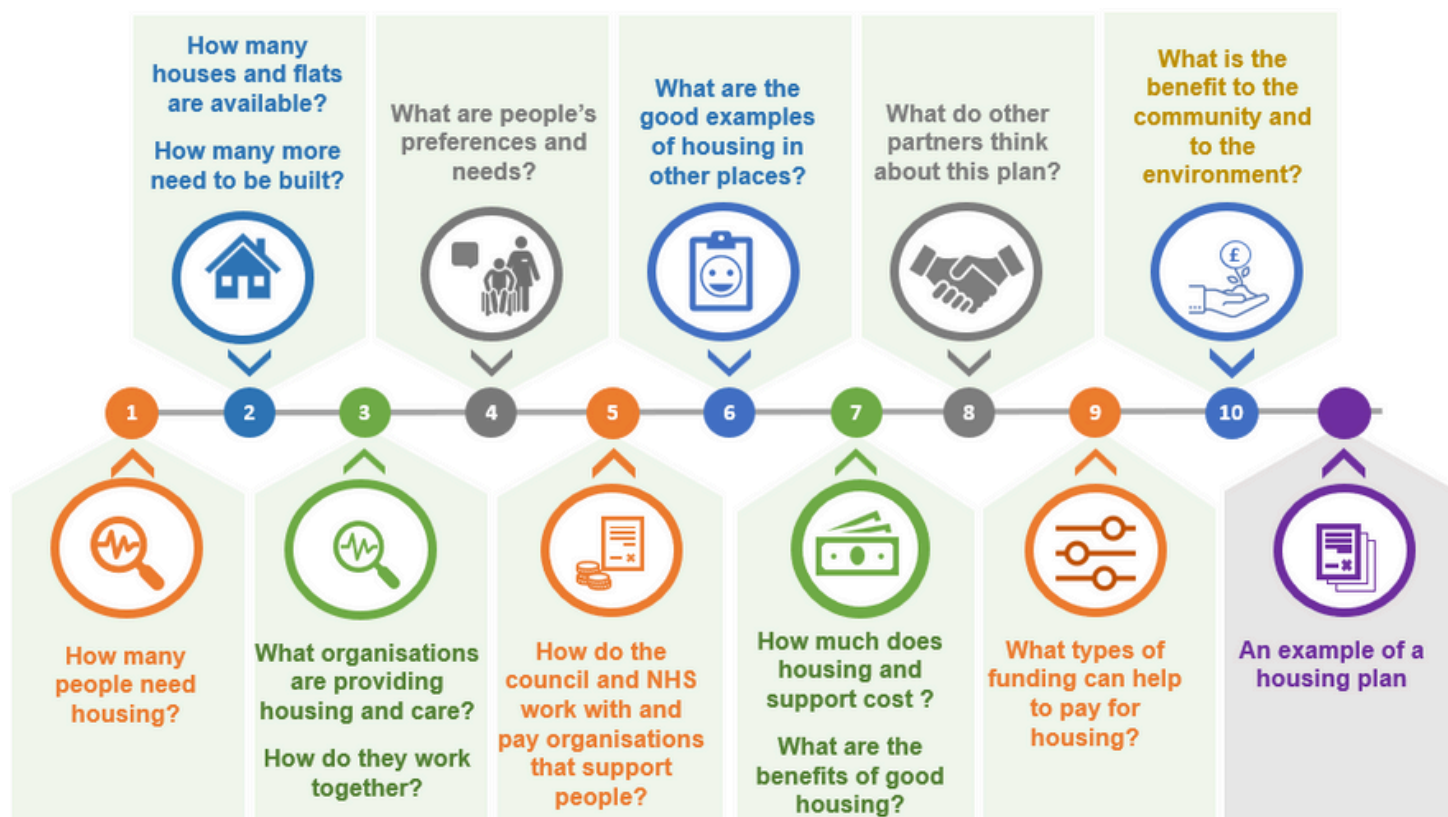 How many
houses and flats
are available?
How many more
need to be built?
What are people's
preferences and
needs?
What are the
good examples
of housing in
other places?
What do other
partners think
about this plan?
What is the
benefit to the
community and
to the
environment?
£
1
2
3
4
5
6
7
8
9
10
How many
people need
housing?
What organisations
are providing
housing and care?
How do they work
together?
How do the
council and NHS
work with and
pay organisations
that support
people?
How much does
housing and
support cost ?
What are the
benefits of good
housing?
What types of
funding can help
to pay for
housing?
An example of a
housing plan